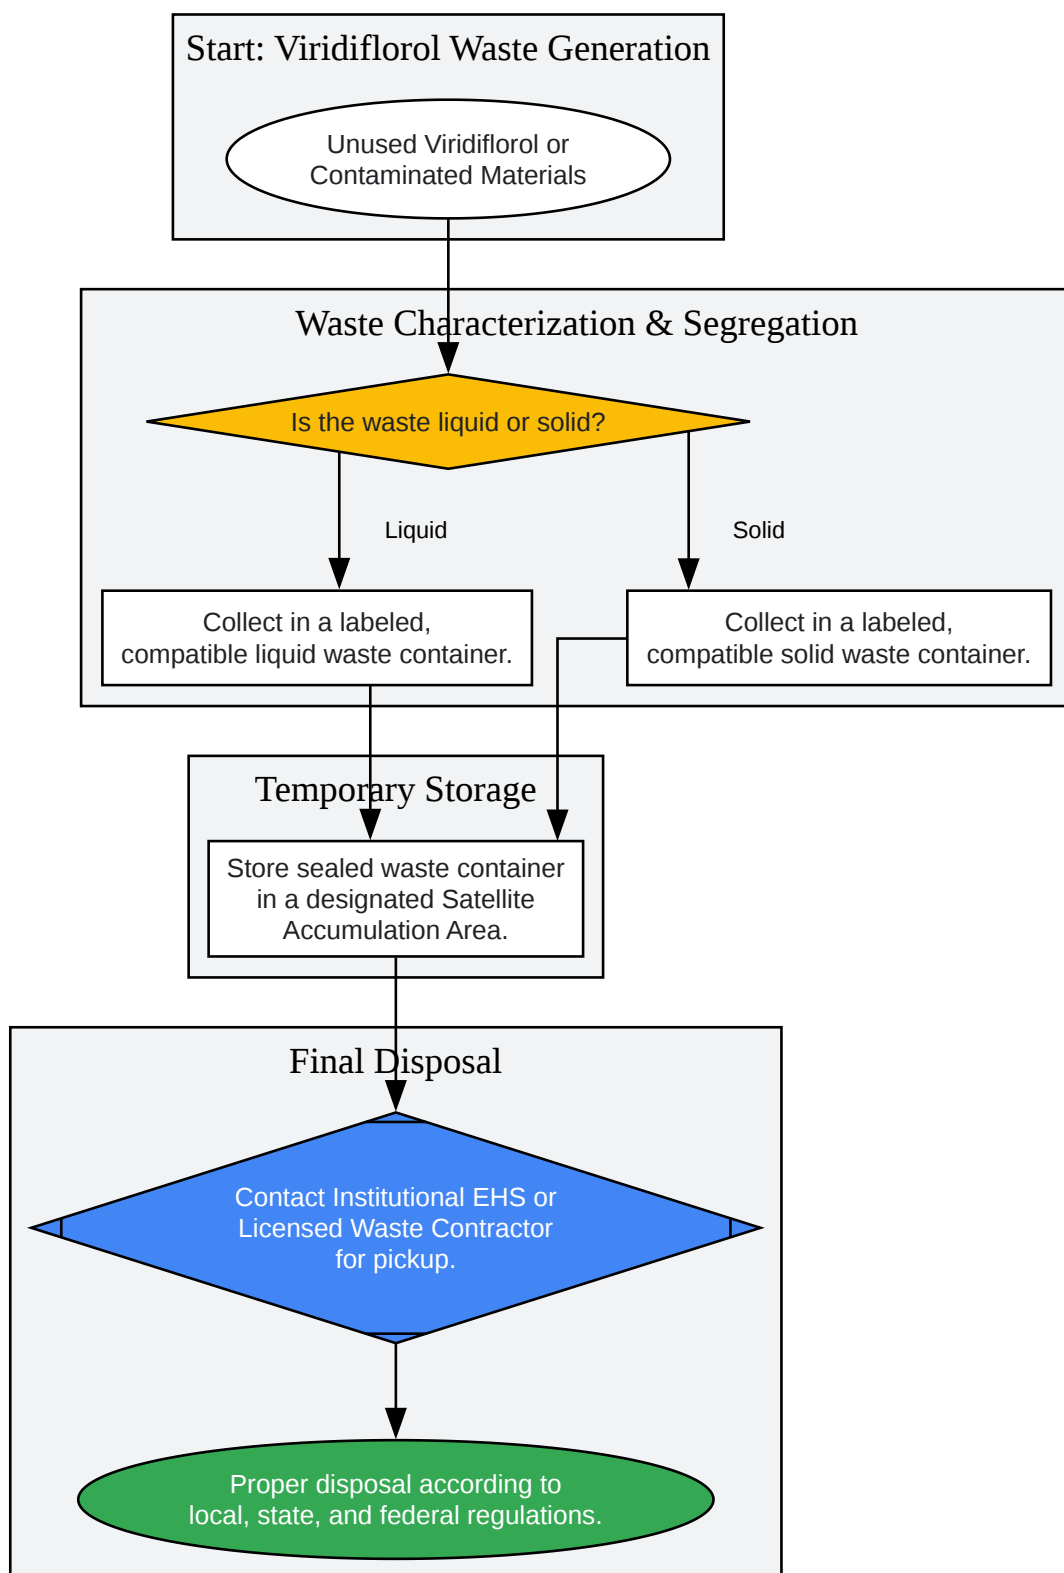 Start: Viridiflorol Waste Generation
Unused Viridiflorol or
Contaminated Materials
Waste Characterization & Segregation
Is the waste liquid or solid?
Liquid
Solid
Collect in a labeled,
compatible liquid waste container.
Collect in a labeled,
compatible solid waste container.
Temporary Storage
Store sealed waste container
in a designated Satellite
Accumulation Area.
Final Disposal
Contact Institutional EHS or
Licensed Waste Contractor
for pickup.
Proper disposal according to
local, state, and federal regulations.